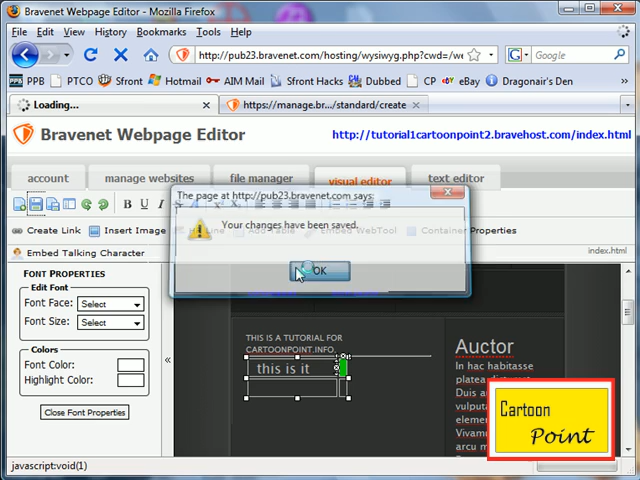 Bravenet Webpage Editor - Mozilla Firefox
File Edit View History Bookmarks Tools Help
http://pub23.bravenet.com/hosting/wysiwyg.php?cwd=/we
Google
PPB PTCO Sfront Hotmail AIM Mail Sfront Hacks Dubbed CP eBay Dragonair's Den
Loading... https://manage.br.../standard/create
Bravenet Webpage Editor http://tutorial1cartoonpoint2.bravehost.com/index.html
account manage websites file manager visual editor text editor
The page at http://pub23.bravenet.com says:
B U I
Your changes have been saved.
Create Link Insert Image Add Table Embed WebTool Container Properties
Embed Talking Character index.html
OK
FONT PROPERTIES
Edit Font
Font Face: Select
Font Size: Select
Colors
Font Color:
Highlight Color:
Close Font Properties
«
THIS IS A TUTORIAL FOR
CARTOONPOINT.INFO.
this is it
Auctor
In hac habitasse
platea
Duis
vulputa
elemen
Vivam
arcu m
Cartoon
Point
javascript:void(1)